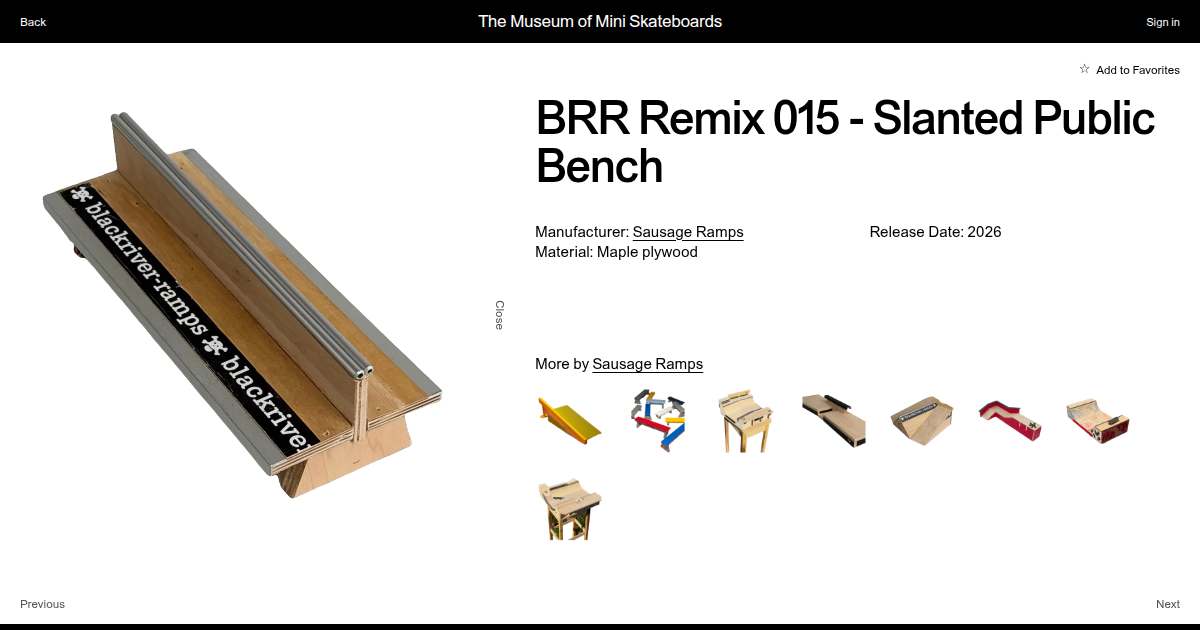 Back
The Museum of Mini Skateboards
Sign in
☆ Add to Favorites
BRR Remix 015 - Slanted Public
Bench
Manufacturer: Sausage Ramps
Release Date: 2026
Material: Maple plywood
blackriver-ramps blackriver
Close
More by Sausage Ramps
Previous
Next